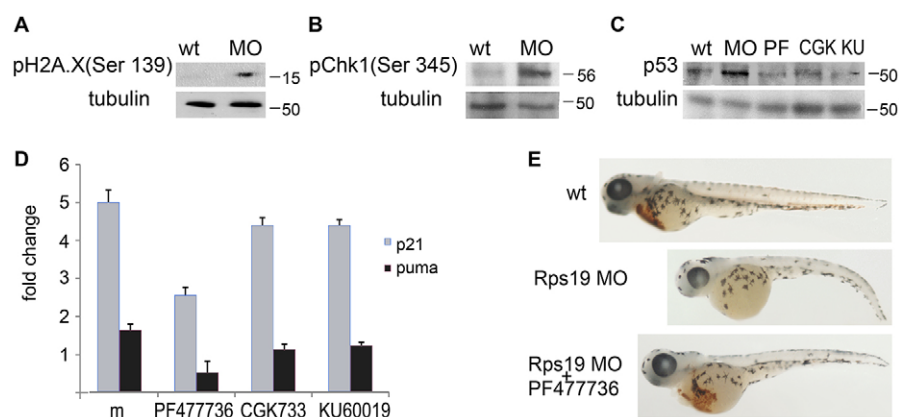 A
wt MO
pH2A.X(Ser 139)
15
tubulin
50
B
wt MO
pChk1(Ser 345)
56
tubulin
50
C
wt MO PF CGK KU
p53
50
tubulin
50
D
6
5
4
3
2
1
fold change
p21
puma
m PF477736 CGK733 KU60019
E
wt
Rps19 MO
Rps19 MO
+
PF477736